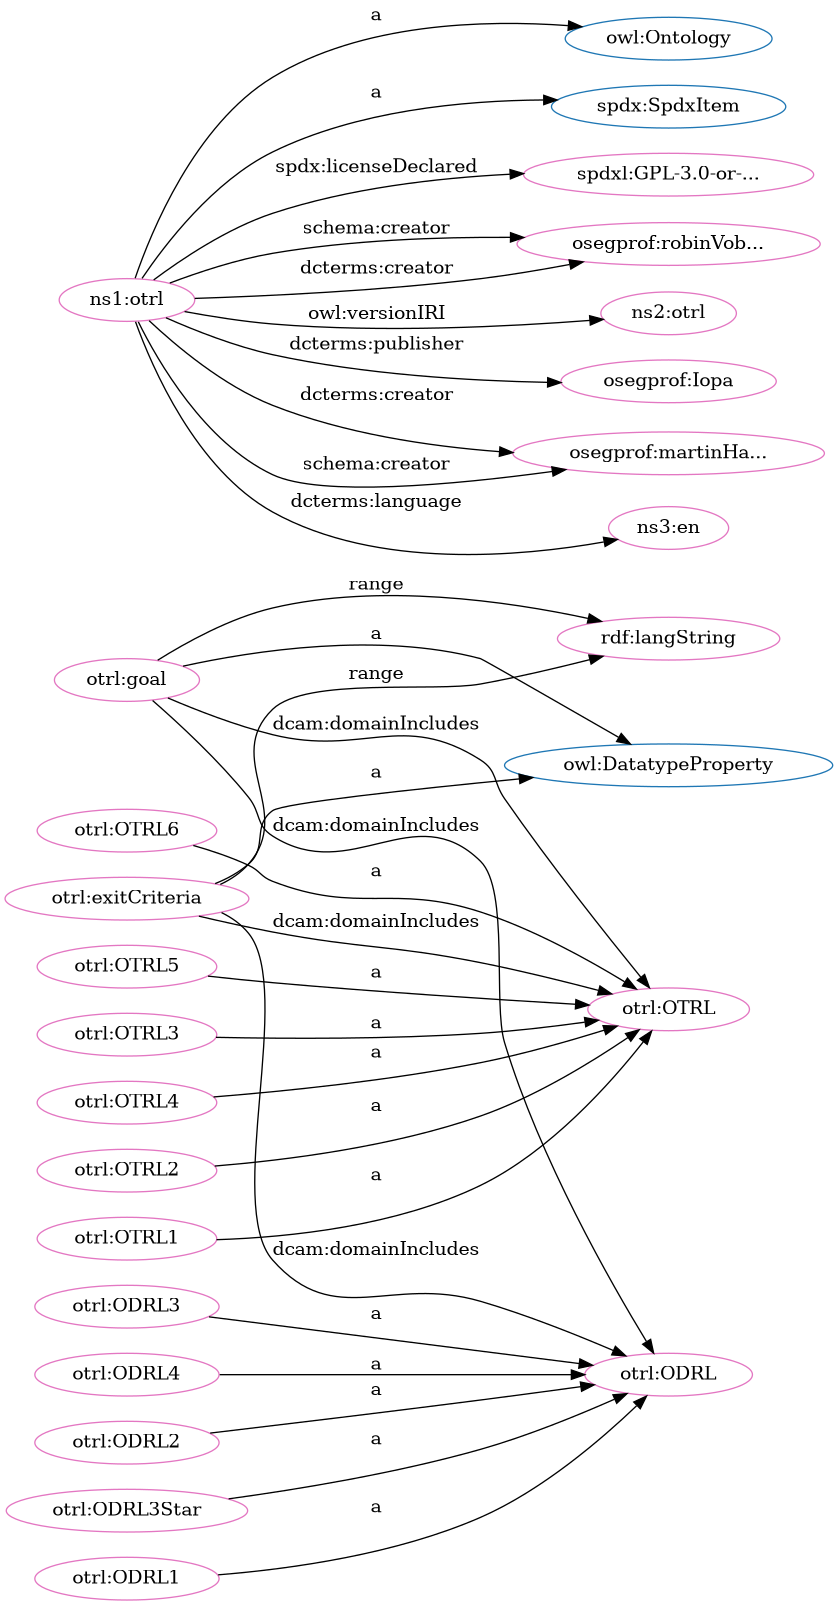 a
owl:Ontology
a
spdx:SpdxItem
spdx:licenseDeclared
spdxl:GPL-3.0-or-...
schema:creator
osegprof:robinVob...
dcterms:creator
ns1:otrl
owl:versionIRI
ns2:otrl
dcterms:publisher
osegprof:Iopa
dcterms:creator
osegprof:martinHa...
schema:creator
dcterms:language
ns3:en
range
a
rdf:langString
otrl:goal
range
dcam:domainIncludes
a
owl:DatatypeProperty
dcam:domainIncludes
otrl:OTRL6
a
otrl:exitCriteria
dcam:domainIncludes
otrl:OTRL5
a
otrl:OTRL
otrl:OTRL3
a
a
otrl:OTRL4
a
otrl:OTRL2
a
otrl:OTRL1
dcam:domainIncludes
otrl:ODRL3
a
otrl:ODRL4
a
otrl:ODRL
a
otrl:ODRL2
a
otrl:ODRL3Star
a
otrl:ODRL1